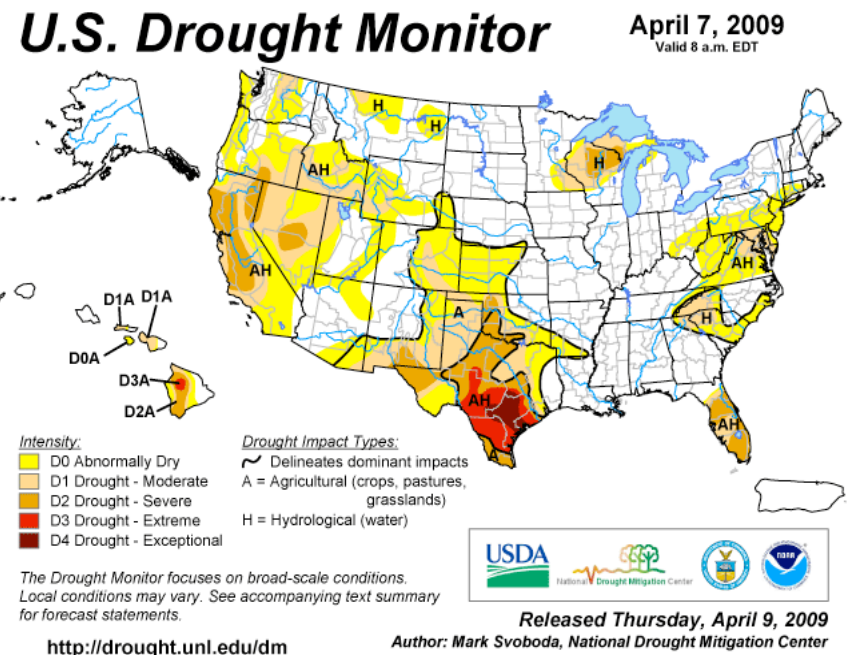 U.S. Drought Monitor
April 7, 2009
Valid 8 a.m. EDT
H
H
H
AH
AH
AH
A
H
AH
AH
A
D1A D1A
D0A
D3A
D2A
Intensity:
D0 Abnormally Dry
D1 Drought - Moderate
D2 Drought - Severe
D3 Drought - Extreme
D4 Drought - Exceptional
Drought Impact Types:
Delineates dominant impacts
A = Agricultural (crops, pastures,
grasslands)
H = Hydrological (water)
The Drought Monitor focuses on broad-scale conditions.
Local conditions may vary. See accompanying text summary
for forecast statements.
http://drought.unl.edu/dm
USDA
National Drought Mitigation Center
noaa
Released Thursday, April 9, 2009
Author: Mark Svoboda, National Drought Mitigation Center